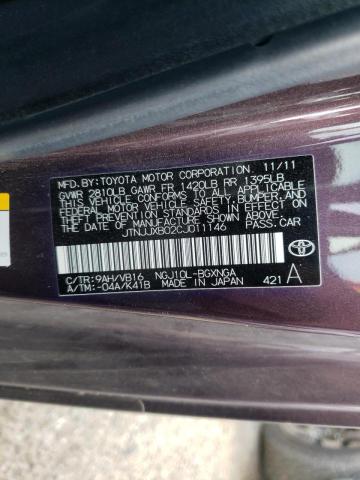 MFD.BY:TOYOTA MOTOR CORPORATION 11/11
GVWR 2810LB GAWR FR 1420LB RR 1395LB
THIS VEHICLE CONFORMS TO ALL APPLICABLE
FEDERAL MOTOR VEHICLE SAFETY, BUMPER, AND
THEFT PREVENTION STANDARDS IN EFFECT ON
THE DATE OF MANUFACTURE SHOWN ABOVE.
JTNJJXB02CJ011146 PASS.CAR
C/TR:9AH/VB16 NGJ10L-BGXNGA A
A/TM:-04A/K41B MADE IN JAPAN 421